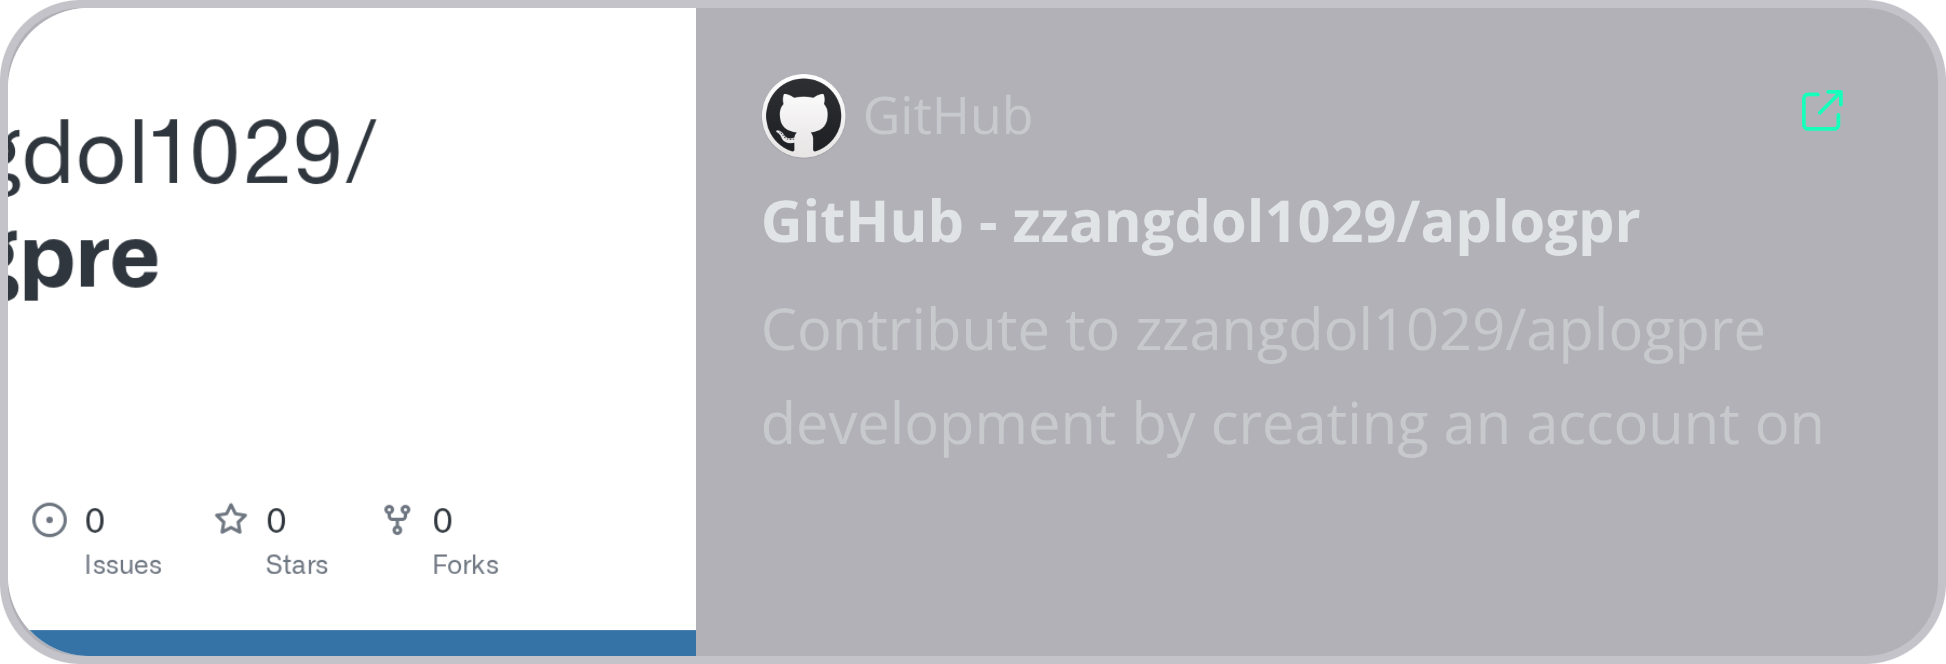 gdol1029/
gpre
0
Issues
0
Stars
0
Forks
GitHub
GitHub - zzangdol1029/aplogpr
Contribute to zzangdol1029/aplogpre
development by creating an account on